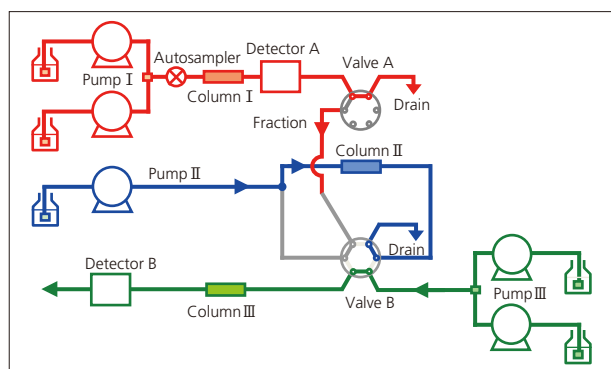 Detector A
Valve A
Autosampler
Pump Ⅰ
Column Ⅰ
Drain
Fraction
Column Ⅱ
Pump Ⅱ
Drain
Detector B
Column Ⅲ
Valve B
Pump Ⅲ